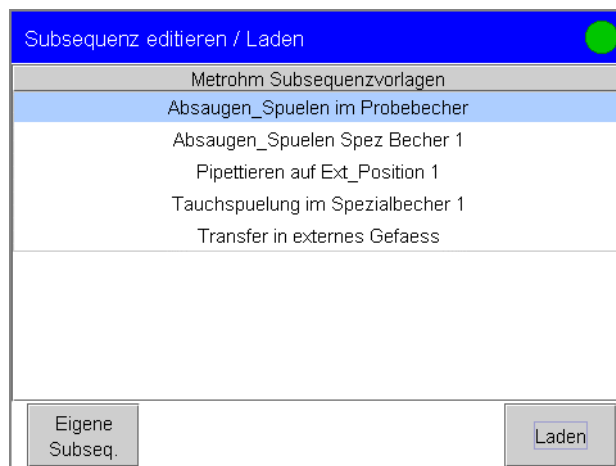 Subsequenz editieren / Laden
Metrohm Subsequenzvorlagen
Absaugen_Spuelen im Probebecher
Absaugen_Spuelen Spez Becher 1
Pipettieren auf Ext_Position 1
Tauchspuelung im Spezialbecher 1
Transfer in externes Gefaess
Eigene
Subseq.
Laden